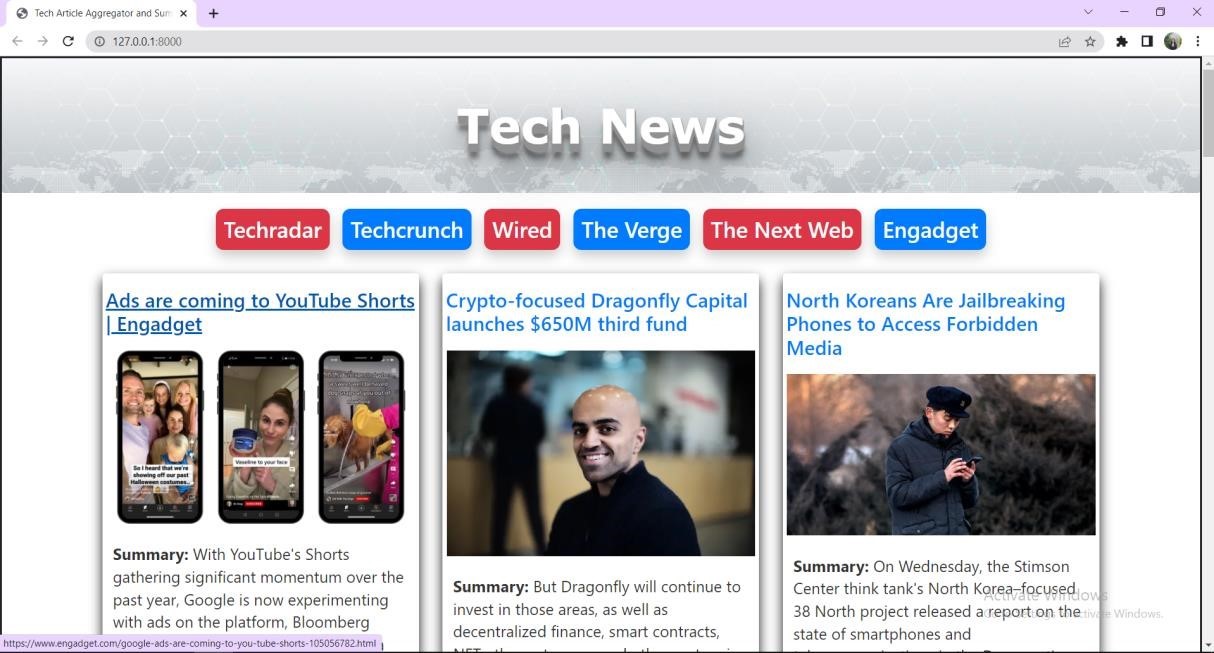 Tech Article Aggregator and Sum
127.0.0.1:8000
Tech News
Techradar
Techcrunch
Wired
The Verge
The Next Web
Engadget
Ads are coming to YouTube Shorts
| Engadget
So I heard that we're
showing off our past
Halloween costumes..
Vaseline to your face
Summary: With YouTube's Shorts
gathering significant momentum over the
past year, Google is now experimenting
with ads on the platform, Bloomberg
Crypto-focused Dragonfly Capital
launches $650M third fund
Summary: But Dragonfly will continue to
invest in those areas, as well as
decentralized finance, smart contracts,
North Koreans Are Jailbreaking
Phones to Access Forbidden
Media
Summary: On Wednesday, the Stimson
Center think tank's North Korea–focused
38 North project released a report on the
state of smartphones and
Activate Windows
Activate Windows.
https://www.engadget.com/google-ads-are-coming-to-you-tube-shorts-105056782.html